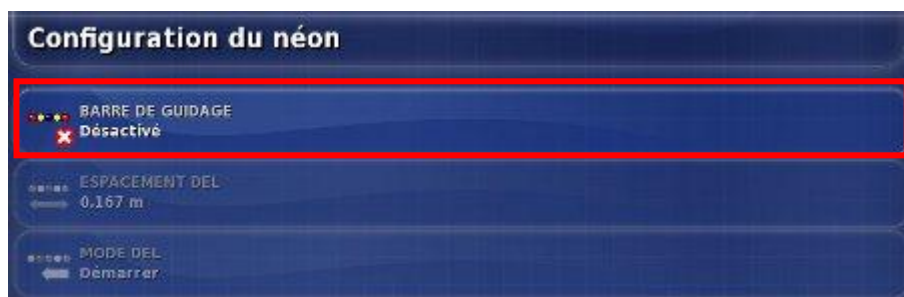 Configuration du néon
BARRE DE GUIDAGE
Désactivé
ESPACEMENT DEL
0,167 m
MODE DEL
Démarrer